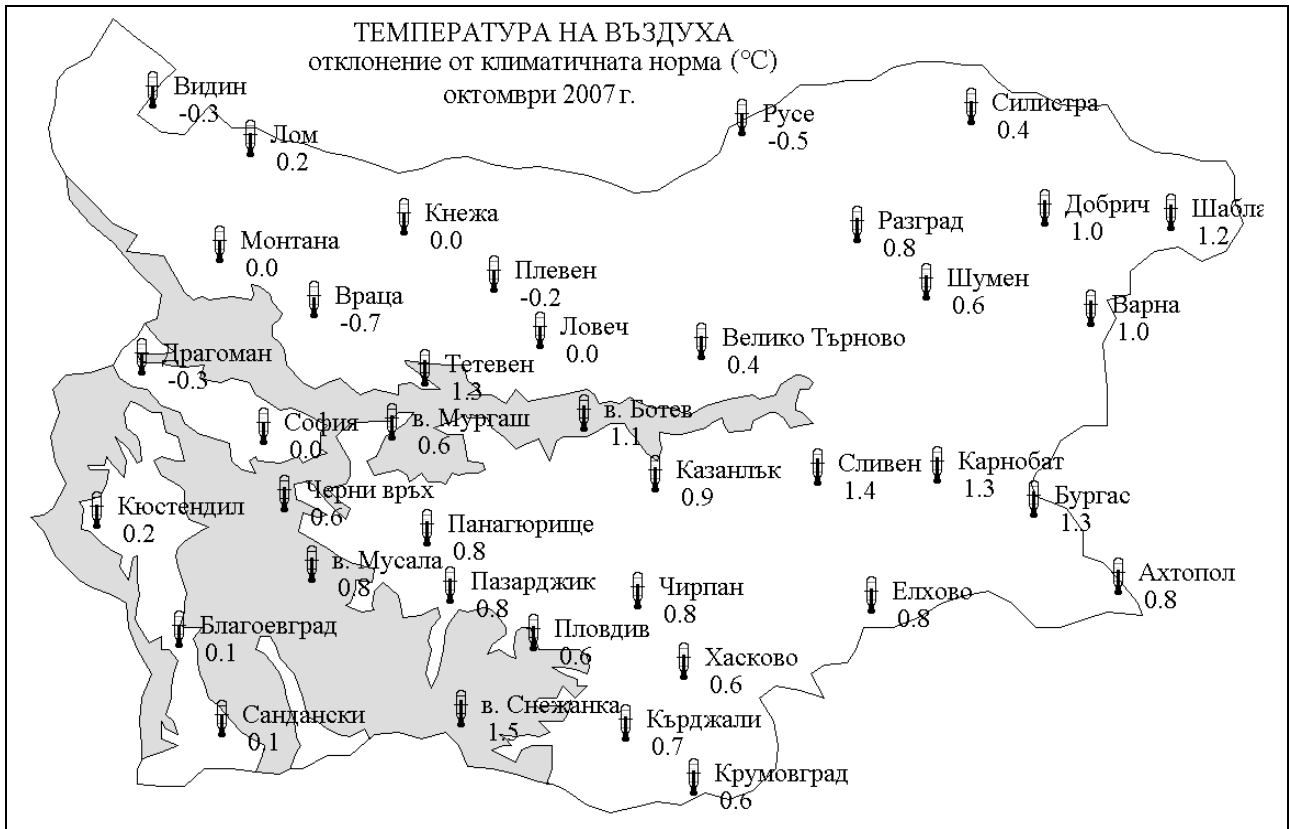 ТЕМПЕРАТУРА НА ВЪЗДУХА
отклонение от климатичната норма (°C)
октомври 2007 г.
Видин
-0.3
Лом
0.2
Русе
-0.5
Силистра
0.4
Кнежа
0.0
Монтана
0.0
Разград
0.8
Добрич
1.0
Шабла
1.2
Плевен
-0.2
Враца
-0.7
Шумен
0.6
Варна
1.0
Ловеч
0.0
Велико Търново
0.4
Драгоман
-0.3
Тетевен
1.3
София
0.0
в. Мургаш
0.6
в. Ботев
1.1
Казанлък
0.9
Сливен
1.4
Карнобат
1.3
Бургас
1.3
Черни връх
0.6
Кюстендил
0.2
Панагюрище
0.8
в. Мусала
0.8
Пазарджик
0.8
Чирпан
0.8
Елхово
0.8
Ахтопол
0.8
Благоевград
0.1
Пловдив
0.6
Хасково
0.6
Сандански
0.1
в. Снежанка
1.5
Кърджали
0.7
Крумовград
0.6